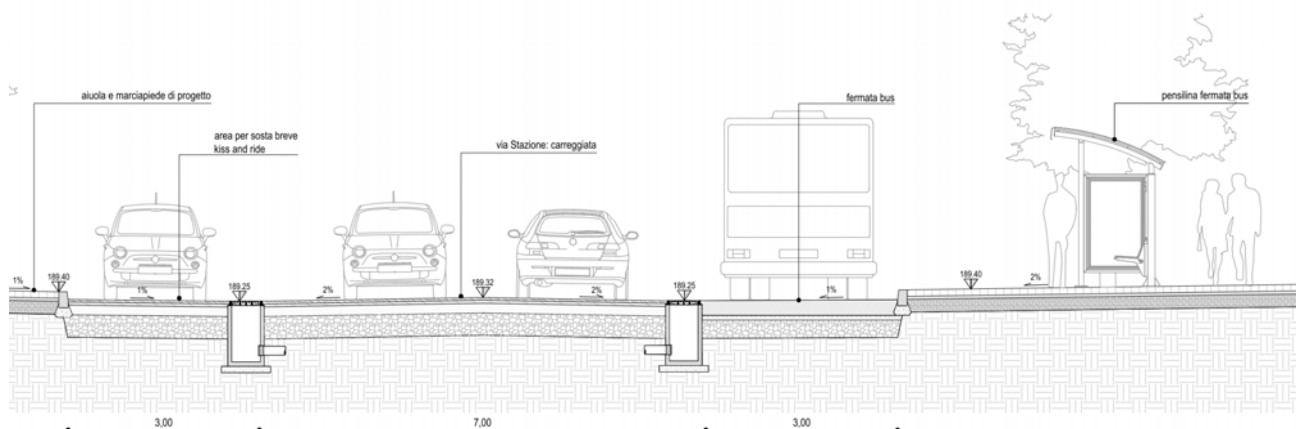 aiuola e marciapiede di progetto
fermata bus
pensilina fermata bus
area per sosta breve
kiss and ride
via Stazione: carreggiata
1%
189.40
1%
189.25
2%
189.32
2%
189.25
1%
189.40
2%
3,00
7,00
3,00